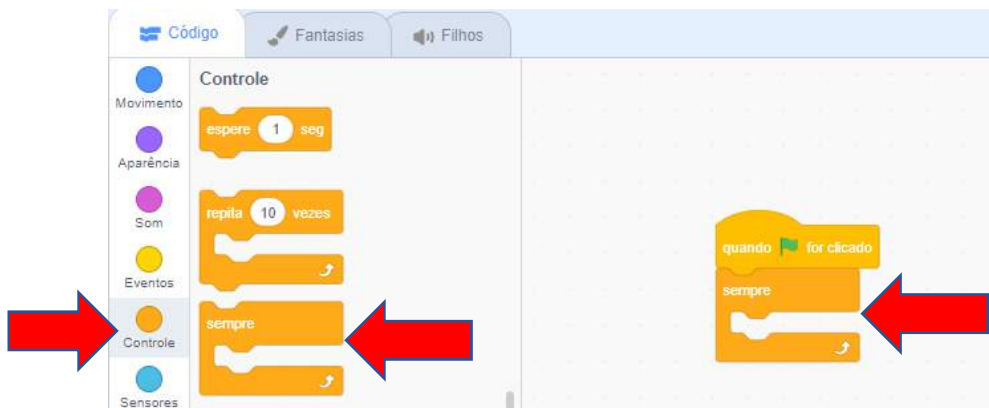 Código
Fantasias
Filhos
Movimento
Aparência
Som
Eventos
Controle
Sensores
Controle
espere 1 seg
repita 10 vezes
sempre
quando for clicado
sempre